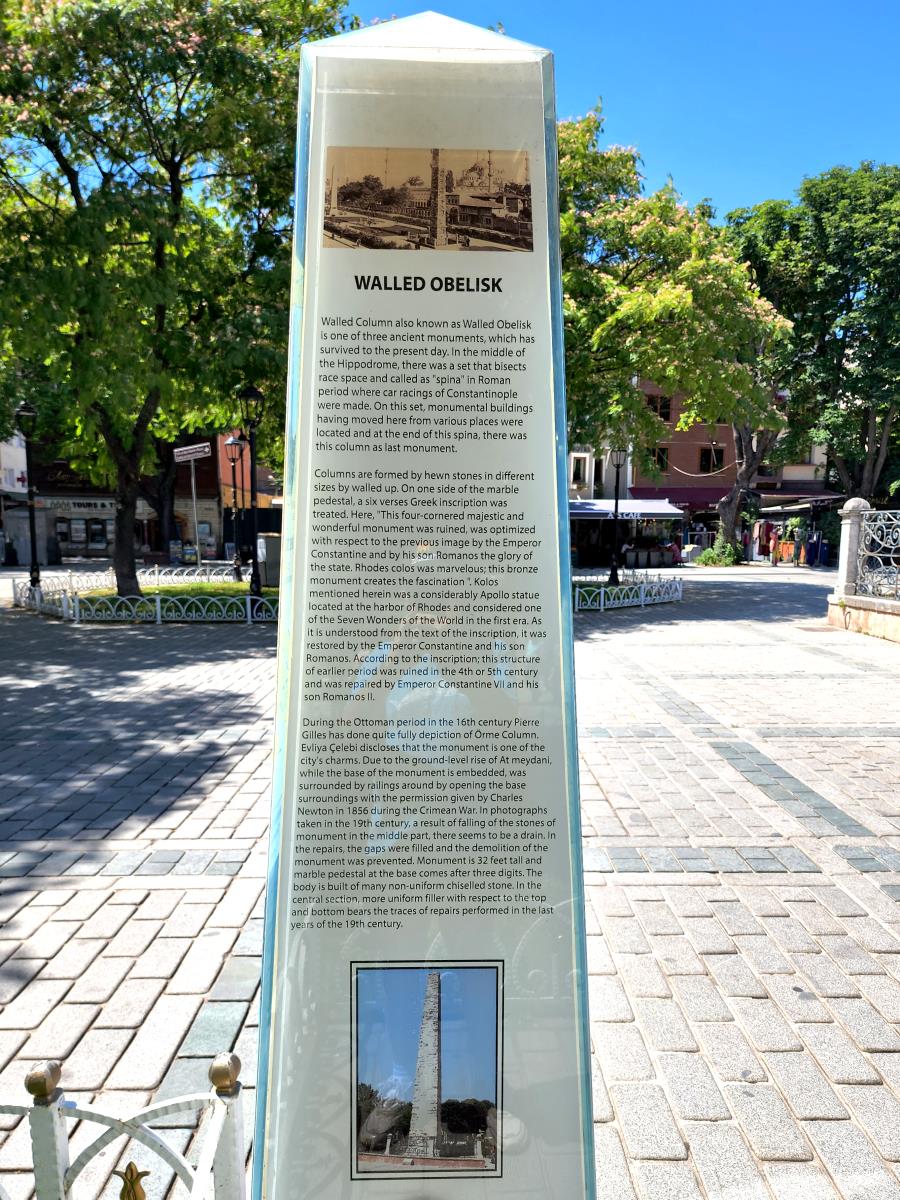 WALLED OBELISK
Walled Column also known as Walled Obelisk
is one of three ancient monuments, which has
survived to the present day. In the middle of
the Hippodrome, there was a set that bisects
race space and called as "spina" in Roman
period where car racings of Constantinople
were made. On this set, monumental buildings
having moved here from various places were
located and at the end of this spina, there was
this column as last monument.
Columns are formed by hewn stones in different
sizes by walled up. On one side of the marble
pedestal, a six verses Greek inscription was
treated. Here, "This four-cornered majestic and
wonderful monument was ruined, was optimized
with respect to the previous image by the Emperor
Constantine and by his son Romanos the glory of
the state. Rhodes colos was marvelous; this bronze
monument creates the fascination ". Kolos
mentioned herein was a considerably Apollo statue
located at the harbor of Rhodes and considered one
of the Seven Wonders of the World in the first era. As
it is understood from the text of the inscription, it was
restored by the Emperor Constantine and his son
Romanos. According to the inscription; this structure
of earlier period was ruined in the 4th or 5th century
and was repaired by Emperor Constantine VII and his
son Romanos II.
During the Ottoman period in the 16th century Pierre
Gilles has done quite fully depiction of Örme Column.
Evliya Çelebi discloses that the monument is one of the
city's charms. Due to the ground-level rise of At meydani,
while the base of the monument is embedded, was
surrounded by railings around by opening the base
surroundings with the permission given by Charles
Newton in 1856 during the Crimean War. In photographs
taken in the 19th century, a result of falling of the stones of
monument in the middle part, there seems to be a drain. In
the repairs, the gaps were filled and the demolition of the
monument was prevented. Monument is 32 feet tall and
marble pedestal at the base comes after three digits. The
body is built of many non-uniform chiselled stone. In the
central section, more uniform filler with respect to the top
and bottom bears the traces of repairs performed in the last
years of the 19th century.
TOURS &
CAFE